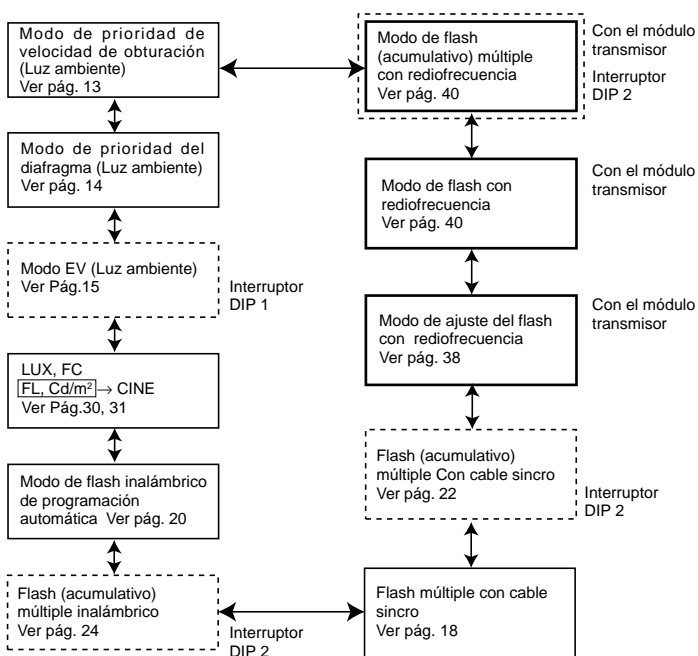 Modo de prioridad de
velocidad de obturación
(Luz ambiente)
Ver pág. 13
Modo de prioridad del
diafragma (Luz ambiente)
Ver pág. 14
Modo EV (Luz ambiente)
Ver Pág.15
Interruptor
DIP 1
LUX, FC
FL, Cd/m² → CINE
Ver Pág.30, 31
Modo de flash inalámbrico
de programación
automática Ver pág. 20
Flash (acumulativo)
múltiple inalámbrico
Ver pág. 24
Interruptor
DIP 2
Modo de flash
(acumulativo) múltiple
con rediofrecuencia
Ver pág. 40
Con el módulo
transmisor
Interruptor
DIP 2
Modo de flash con
rediofrecuencia
Ver pág. 40
Con el módulo
transmisor
Modo de ajuste del flash
con rediofrecuencia
Ver pág. 38
Con el módulo
transmisor
Flash (acumulativo)
múltiple Con cable sincro
Ver pág. 22
Interruptor
DIP 2
Flash múltiple con cable
sincro
Ver pág. 18